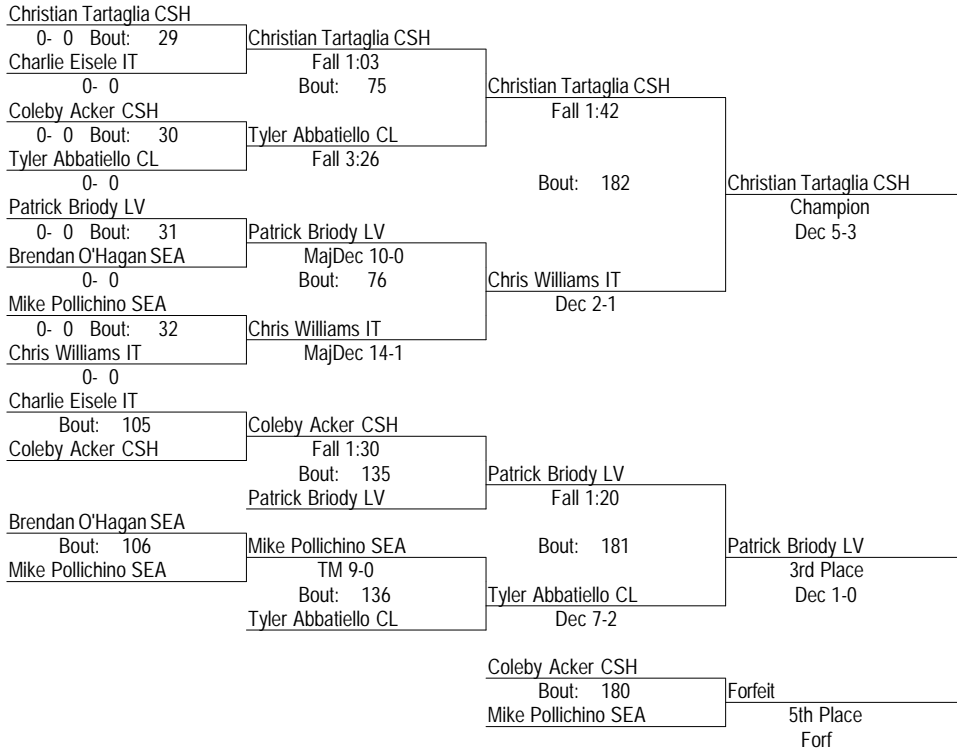 Christian Tartaglia CSH
0- 0 Bout: 29
Christian Tartaglia CSH
Charlie Eisele IT
Fall 1:03
0- 0
Bout: 75
Christian Tartaglia CSH
Coleby Acker CSH
Fall 1:42
0- 0 Bout: 30
Tyler Abbatiello CL
Tyler Abbatiello CL
Fall 3:26
0- 0
Bout: 182
Christian Tartaglia CSH
Patrick Briody LV
Champion
0- 0 Bout: 31
Patrick Briody LV
Dec 5-3
Brendan O'Hagan SEA
MajDec 10-0
0- 0
Bout: 76
Chris Williams IT
Mike Pollichino SEA
Dec 2-1
0- 0 Bout: 32
Chris Williams IT
Chris Williams IT
MajDec 14-1
0- 0
Charlie Eisele IT
Bout: 105
Coleby Acker CSH
Coleby Acker CSH
Fall 1:30
Bout: 135
Patrick Briody LV
Patrick Briody LV
Fall 1:20
Brendan O'Hagan SEA
Bout: 106
Mike Pollichino SEA
Bout: 181
Patrick Briody LV
Mike Pollichino SEA
TM 9-0
3rd Place
Bout: 136
Tyler Abbatiello CL
Dec 1-0
Tyler Abbatiello CL
Dec 7-2
Coleby Acker CSH
Bout: 180
Forfeit
Mike Pollichino SEA
5th Place
Forf